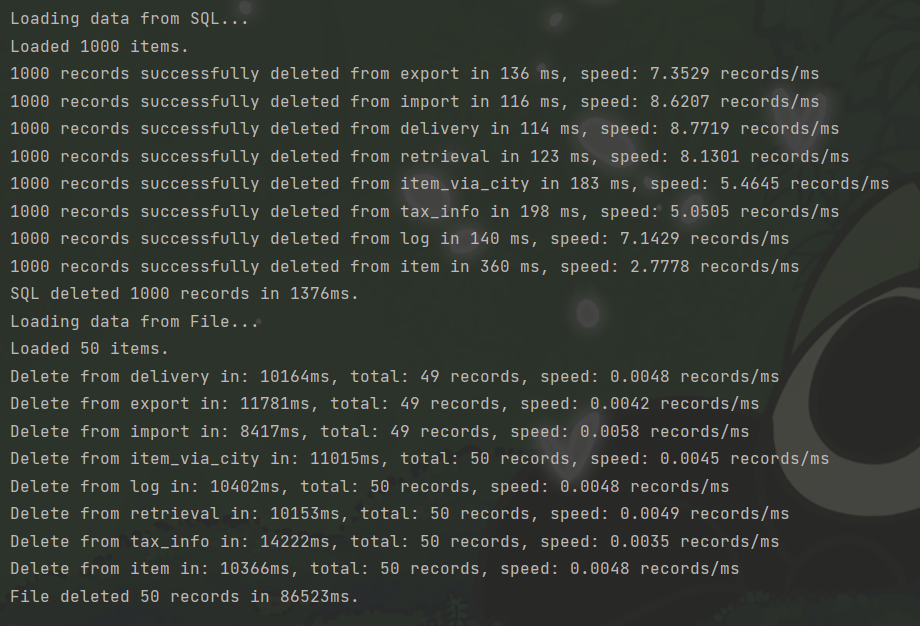 Loading data from SQL...
Loaded 1000 items.
1000 records successfully deleted from export in 136 ms, speed: 7.3529 records/ms
1000 records successfully deleted from import in 116 ms, speed: 8.6207 records/ms
1000 records successfully deleted from delivery in 114 ms, speed: 8.7719 records/ms
1000 records successfully deleted from retrieval in 123 ms, speed: 8.1301 records/ms
1000 records successfully deleted from item_via_city in 183 ms, speed: 5.4645 records/ms
1000 records successfully deleted from tax_info in 198 ms, speed: 5.0505 records/ms
1000 records successfully deleted from log in 140 ms, speed: 7.1429 records/ms
1000 records successfully deleted from item in 360 ms, speed: 2.7778 records/ms
SQL deleted 1000 records in 1376ms.
Loading data from File...
Loaded 50 items.
Delete from delivery in: 10164ms, total: 49 records, speed: 0.0048 records/ms
Delete from export in: 11781ms, total: 49 records, speed: 0.0042 records/ms
Delete from import in: 8417ms, total: 49 records, speed: 0.0058 records/ms
Delete from item_via_city in: 11015ms, total: 50 records, speed: 0.0045 records/ms
Delete from log in: 10402ms, total: 50 records, speed: 0.0048 records/ms
Delete from retrieval in: 10153ms, total: 50 records, speed: 0.0049 records/ms
Delete from tax_info in: 14222ms, total: 50 records, speed: 0.0035 records/ms
Delete from item in: 10366ms, total: 50 records, speed: 0.0048 records/ms
File deleted 50 records in 86523ms.